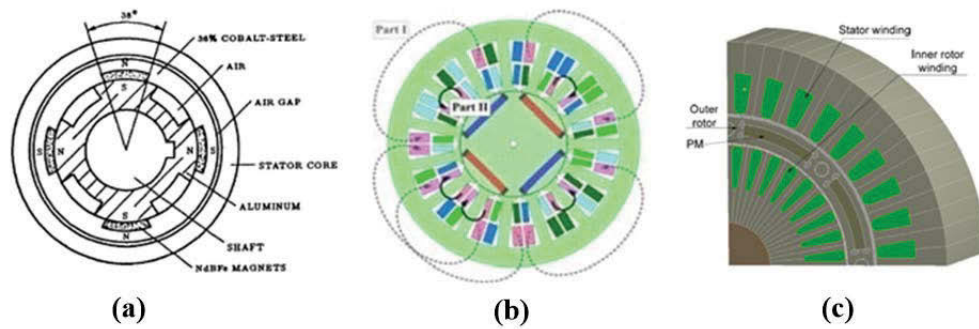 38°
36% COBALT-STEEL
AIR
AIR GAP
STATOR CORE
ALUMINUM
SHAFT
NdBFe MAGNETS
N
S
N
S
S
N
N
S
S
N
(a)
Part I
Part II
(b)
Stator winding
Inner rotor
winding
Outer
rotor
PM
(c)